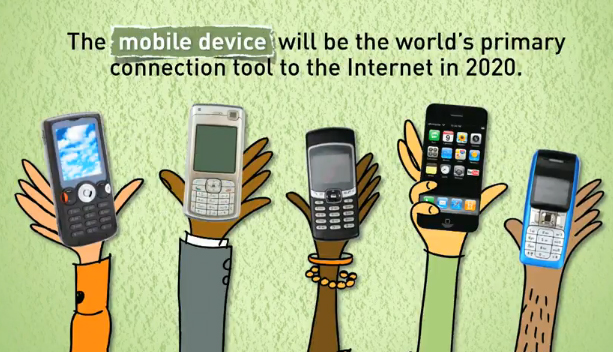 The mobile device will be the world's primary
connection tool to the Internet in 2020.